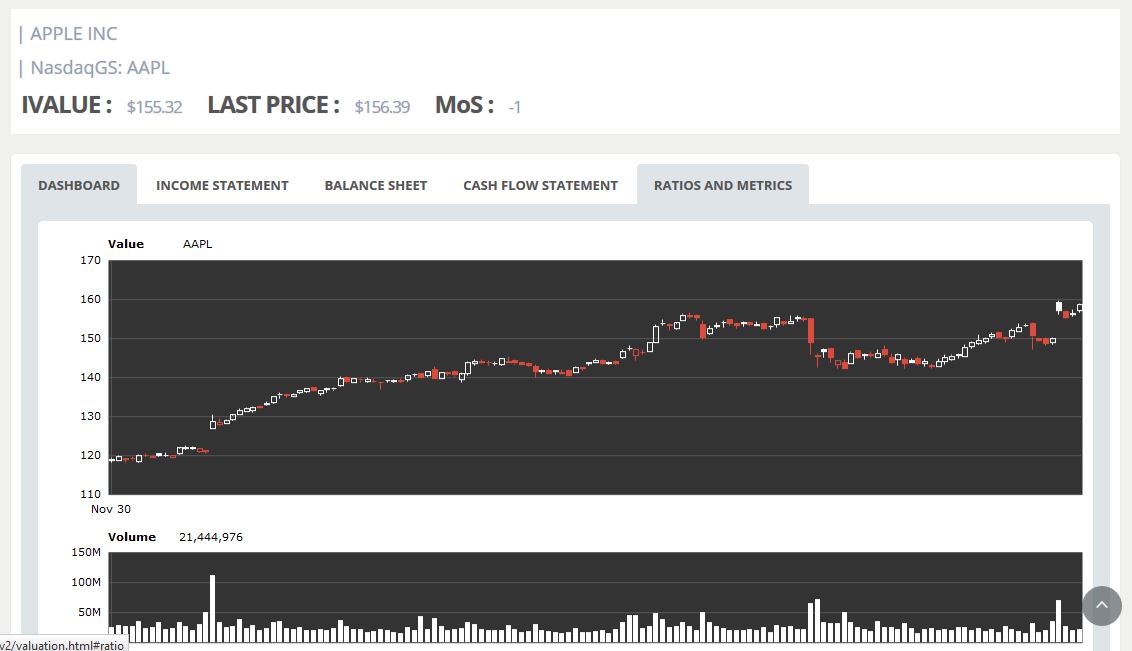 | APPLE INC
| NasdaqGS: AAPL
IVALUE : $155.32 LAST PRICE : $156.39 MoS : -1
DASHBOARD INCOME STATEMENT BALANCE SHEET CASH FLOW STATEMENT RATIOS AND METRICS
Value AAPL
170
160
150
140
130
120
110
Nov 30
Volume 21,444,976
150M
100M
50M
v2/valuation.html#ratio